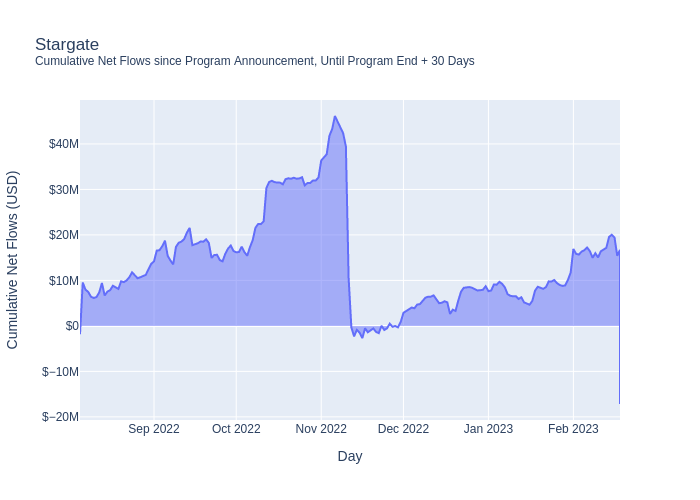 Stargate
Cumulative Net Flows since Program Announcement, Until Program End + 30 Days
Cumulative Net Flows (USD)
$40M
$30M
$20M
$10M
$0
$−10M
$−20M
Sep 2022
Oct 2022
Nov 2022
Dec 2022
Jan 2023
Feb 2023
Day